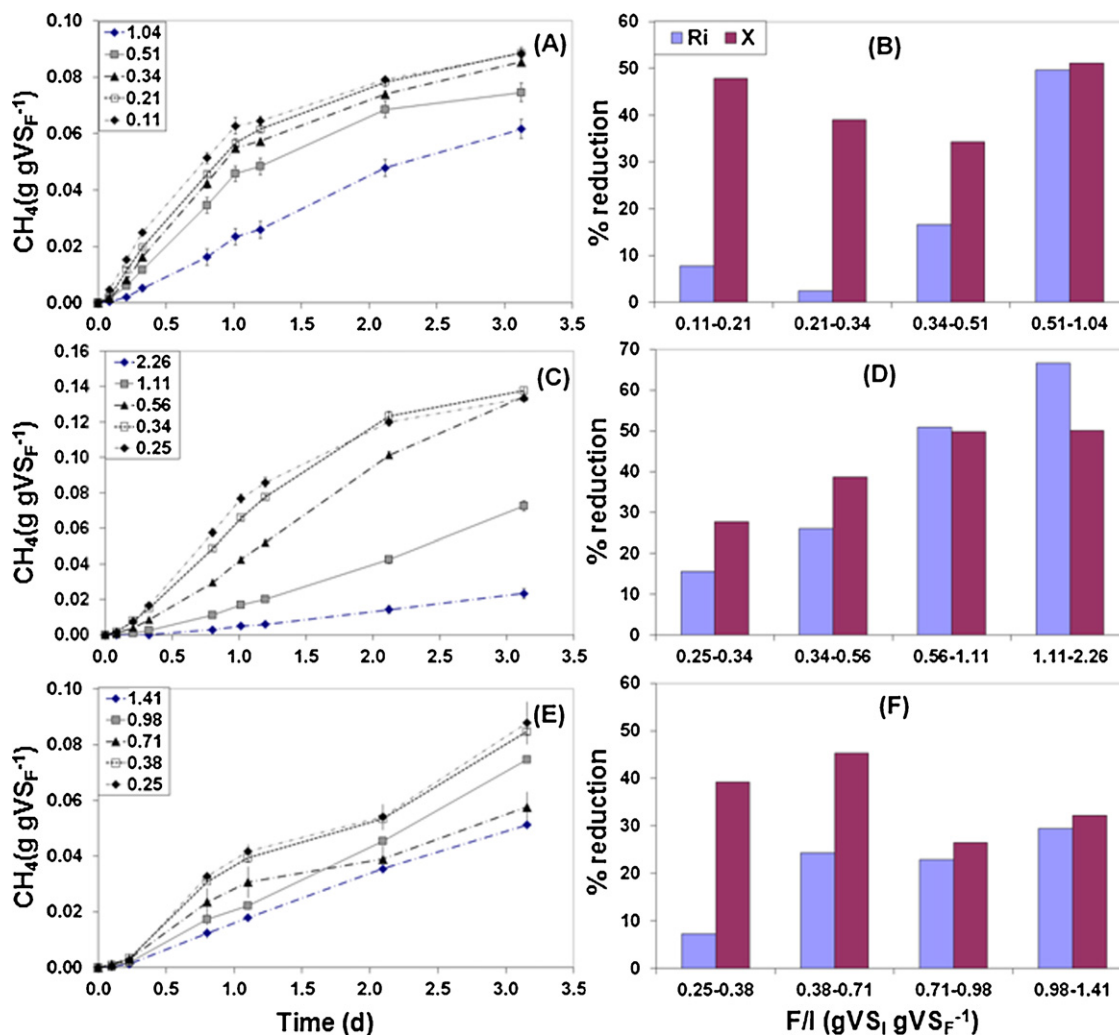 (A)
CH4(g gVSF-1)
0.10
0.08
0.06
0.04
0.02
0.00
1.04
0.51
0.34
0.21
0.11
0.0 0.5 1.0 1.5 2.0 2.5 3.0 3.5
(B)
Ri X
% reduction
60
50
40
30
20
10
0
0.11-0.21 0.21-0.34 0.34-0.51 0.51-1.04
(C)
CH4(g gVSF-1)
0.16
0.14
0.12
0.10
0.08
0.06
0.04
0.02
0.00
2.26
1.11
0.56
0.34
0.25
0.0 0.5 1.0 1.5 2.0 2.5 3.0 3.5
(D)
% reduction
70
60
50
40
30
20
10
0
0.25-0.34 0.34-0.56 0.56-1.11 1.11-2.26
(E)
CH4(g gVSF-1)
0.10
0.08
0.06
0.04
0.02
0.00
1.41
0.98
0.71
0.38
0.25
0.0 0.5 1.0 1.5 2.0 2.5 3.0 3.5
Time (d)
(F)
% reduction
60
50
40
30
20
10
0
0.25-0.38 0.38-0.71 0.71-0.98 0.98-1.41
F/I (gVSI gVSF-1)